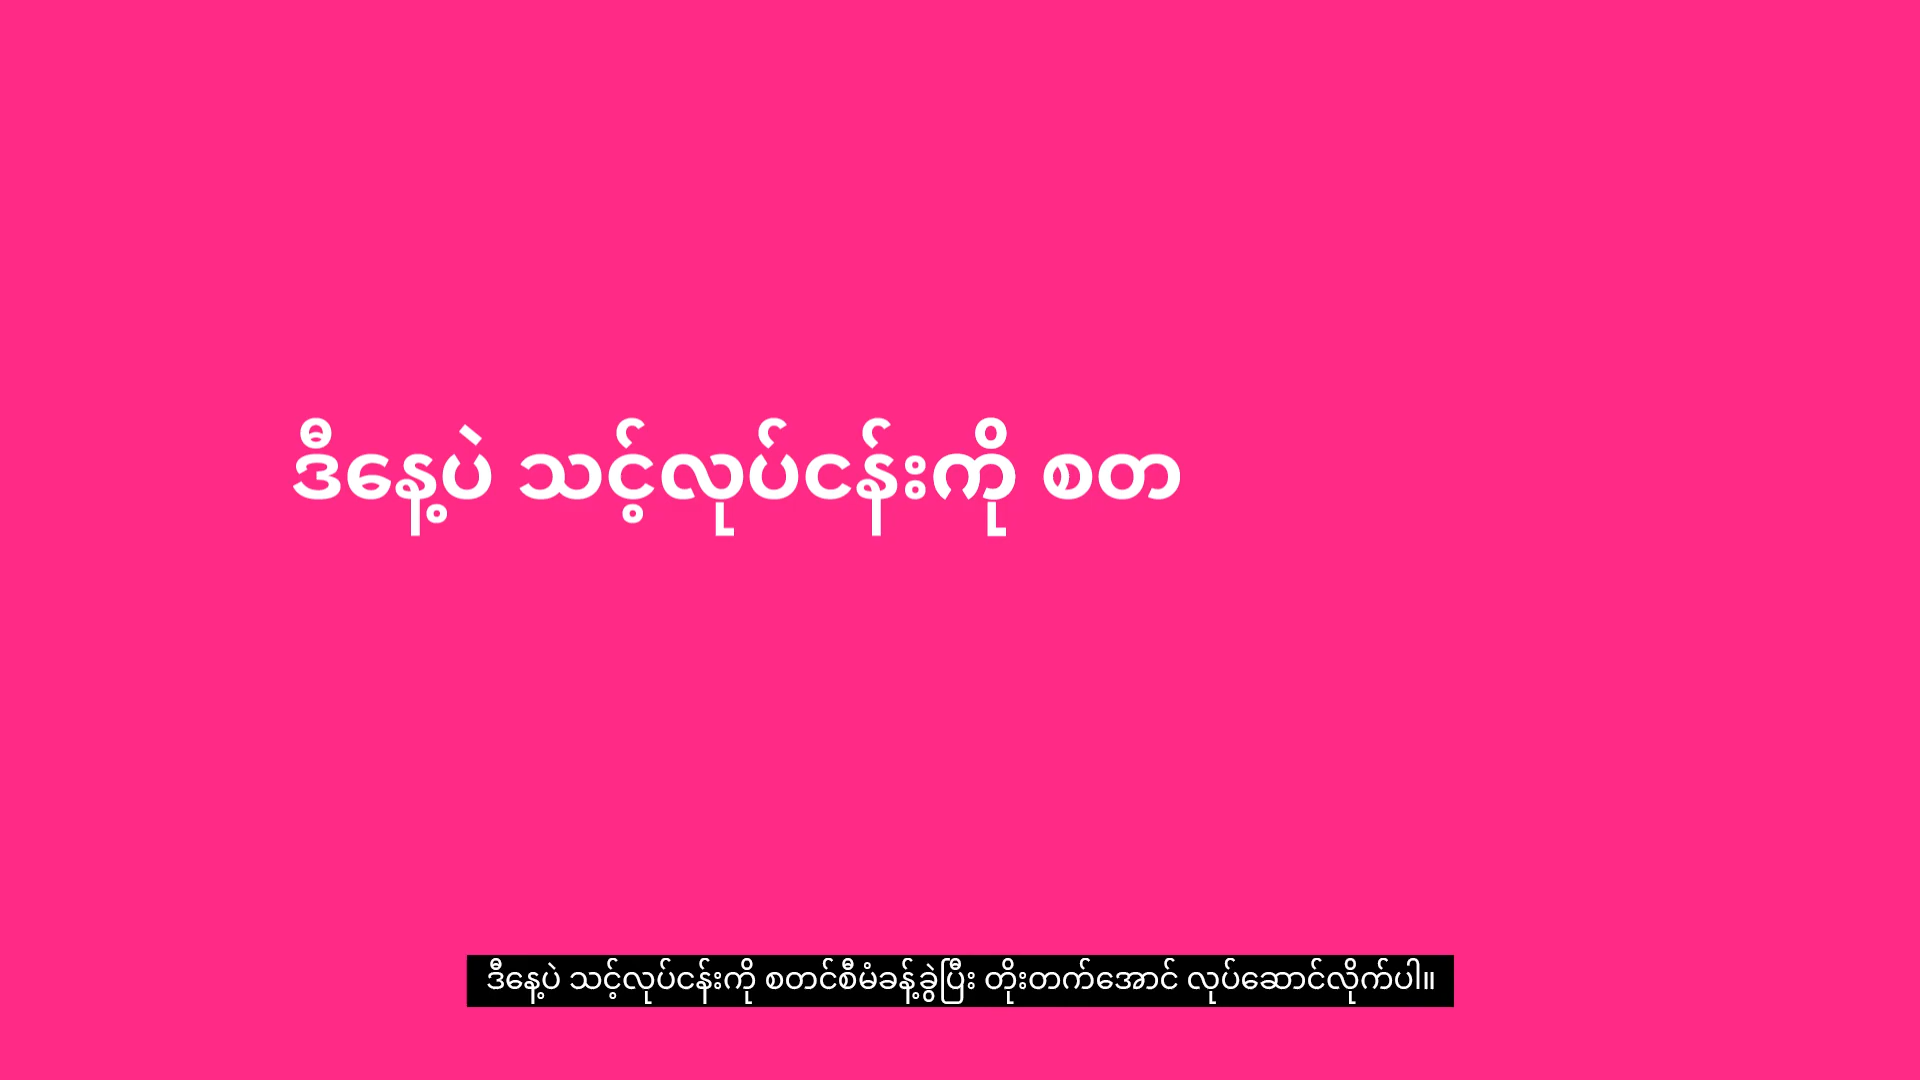 ဒီနေ့ပဲ သင့်လုပ်ငန်းကို စတ
ဒီနေ့ပဲ သင့်လုပ်ငန်းကို စတင်စီမံခန့်ခွဲပြီး တိုးတက်အောင် လုပ်ဆောင်လိုက်ပါ။